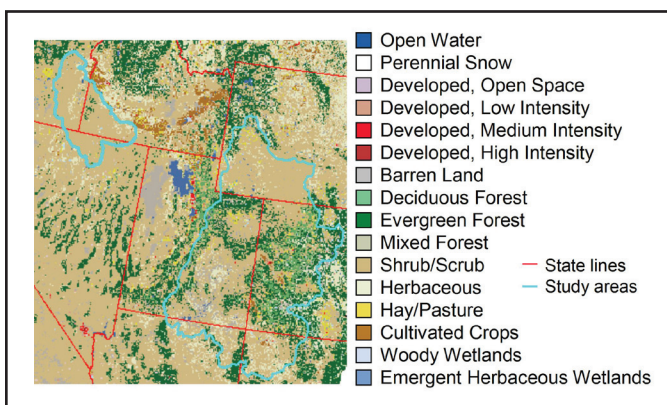 Open Water
Perennial Snow
Developed, Open Space
Developed, Low Intensity
Developed, Medium Intensity
Developed, High Intensity
Barren Land
Deciduous Forest
Evergreen Forest
Mixed Forest
Shrub/Scrub
State lines
Herbaceous
Study areas
Hay/Pasture
Cultivated Crops
Woody Wetlands
Emergent Herbaceous Wetlands